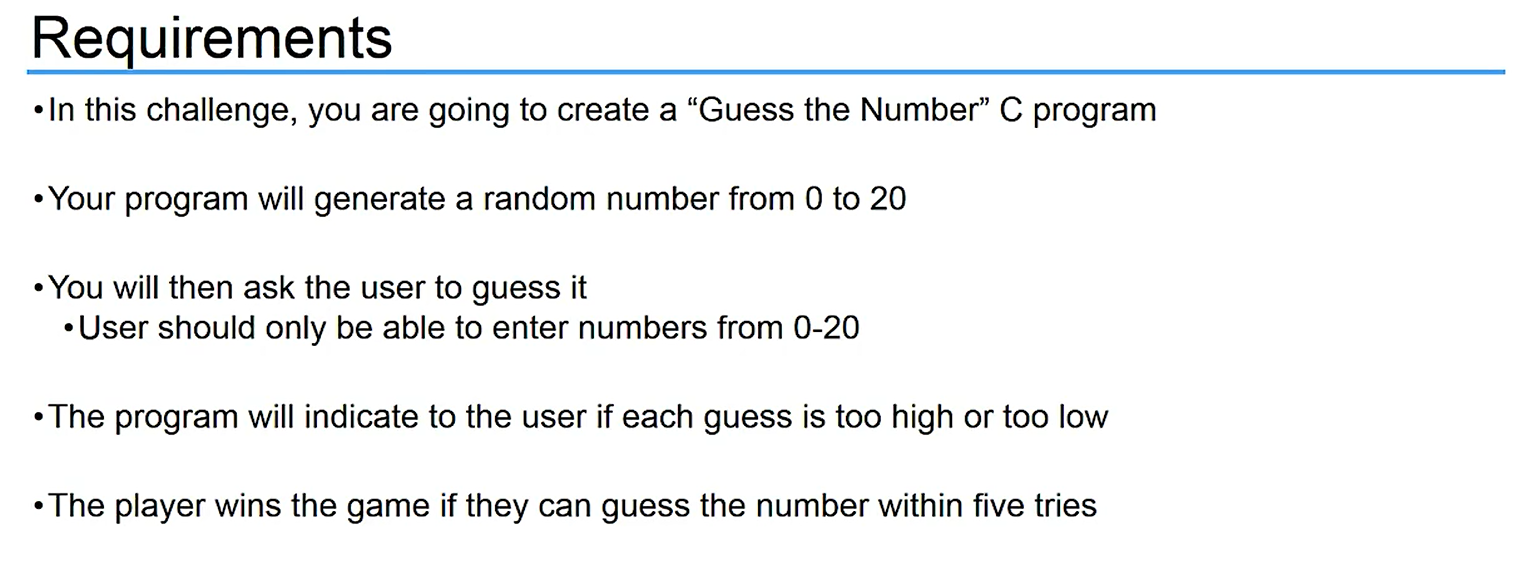 Requirements
•In this challenge, you are going to create a “Guess the Number” C program
•Your program will generate a random number from 0 to 20
•You will then ask the user to guess it
•User should only be able to enter numbers from 0-20
•The program will indicate to the user if each guess is too high or too low
•The player wins the game if they can guess the number within five tries